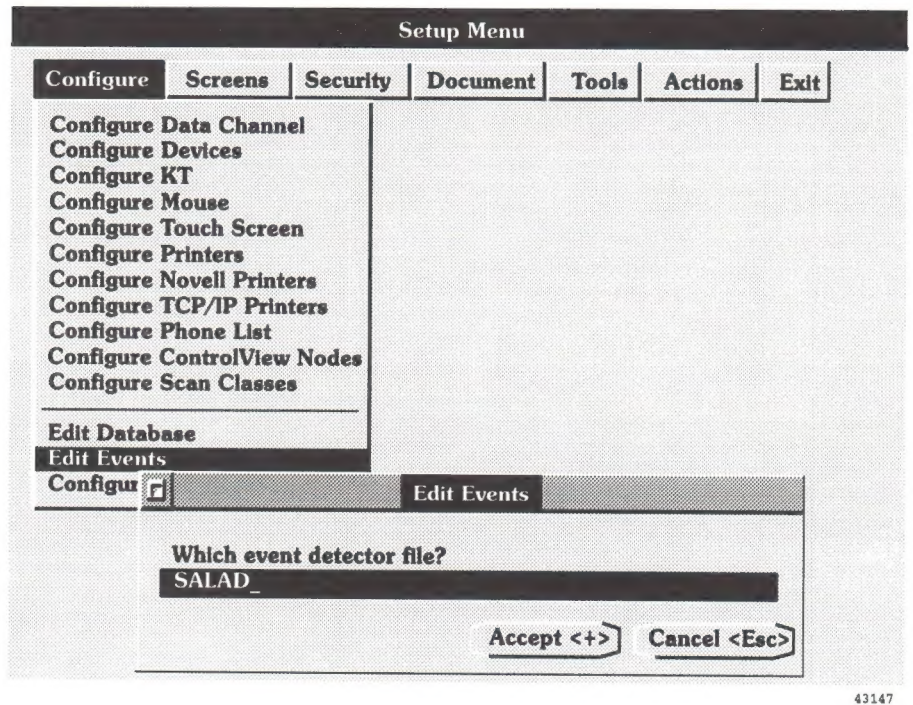 Setup Menu
Configure Screens Security Document Tools Actions Exit
Configure Data Channel
Configure Devices
Configure KT
Configure Mouse
Configure Touch Screen
Configure Printers
Configure Novell Printers
Configure TCP/IP Printers
Configure Phone List
Configure ControlView Nodes
Configure Scan Classes
Edit Database
Edit Events
Configur
Edit Events
Which event detector file?
SALAD_
Accept <+> Cancel <Esc>
43147